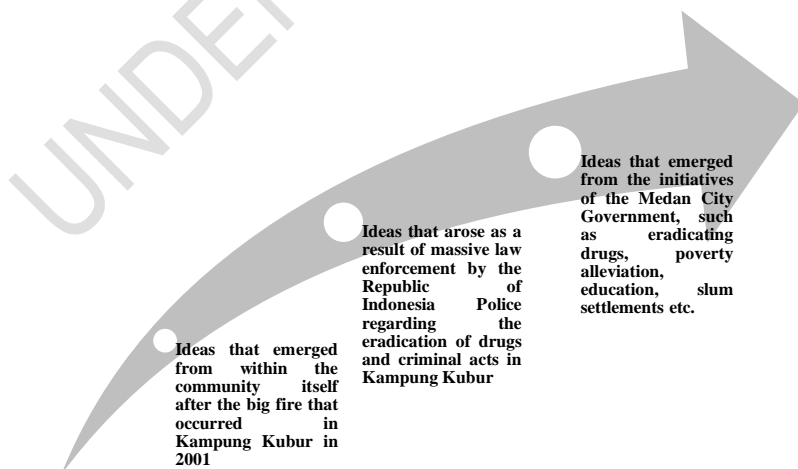 UNDE
Ideas that emerged
from within the
community itself
after the big fire that
occurred in
Kampung Kubur in
2001
Ideas that arose as a
result of massive law
enforcement by the
Republic of
Indonesia Police
regarding the
eradication of drugs
and criminal acts in
Kampung Kubur
Ideas that emerged
from the initiatives
of the Medan City
Government, such
as eradicating
drugs, poverty
alleviation,
education, slum
settlements etc.